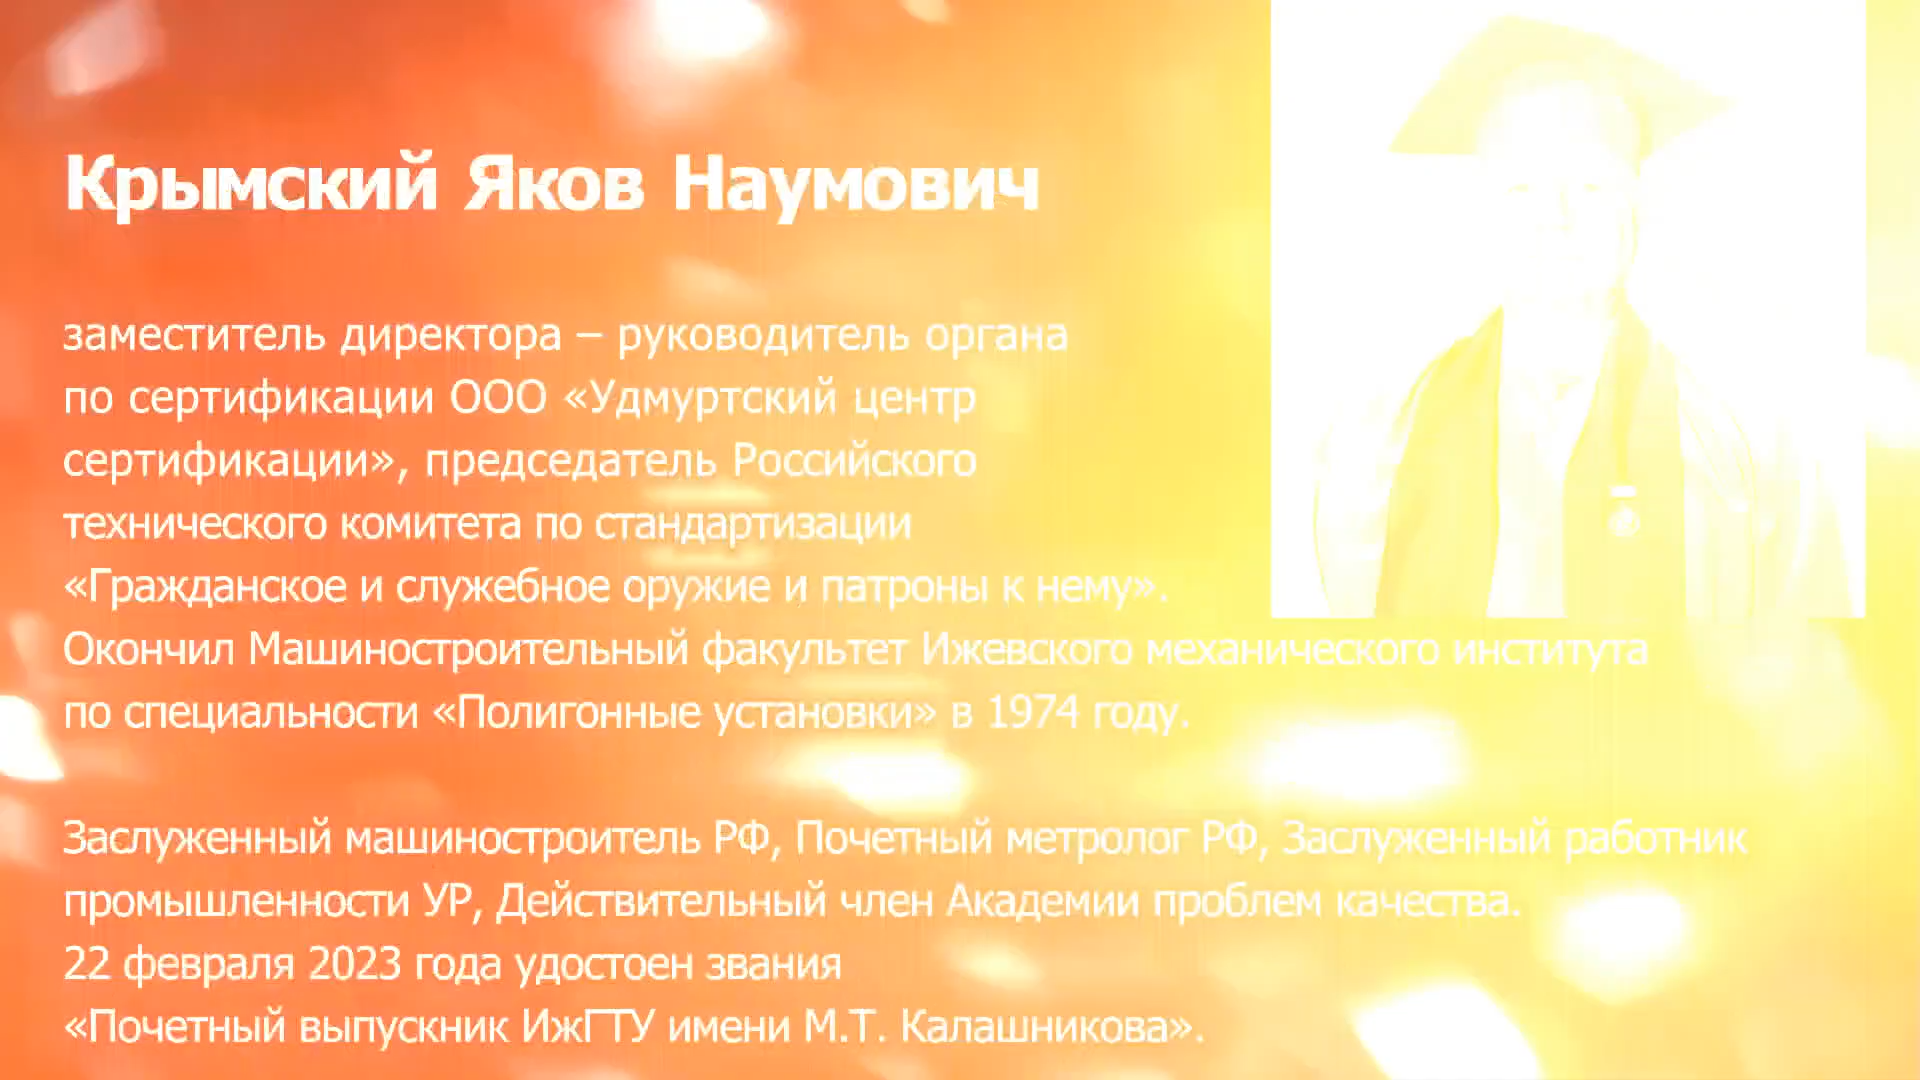 Крымский Яков Наумович
заместитель директора – руководитель органа
по сертификации ООО «Удмуртский центр
сертификации», председатель Российского
технического комитета по стандартизации
«Гражданское и служебное оружие и патроны к нему».
Окончил Машиностроительный факультет Ижевского механического института
по специальности «Полигонные установки» в 1974 году.
Заслуженный машиностроитель РФ, Почетный метролог РФ, Заслуженный работник
промышленности УР, Действительный член Академии проблем качества.
22 февраля 2023 года удостоен звания
«Почетный выпускник ИжГТУ имени М.Т. Калашникова».